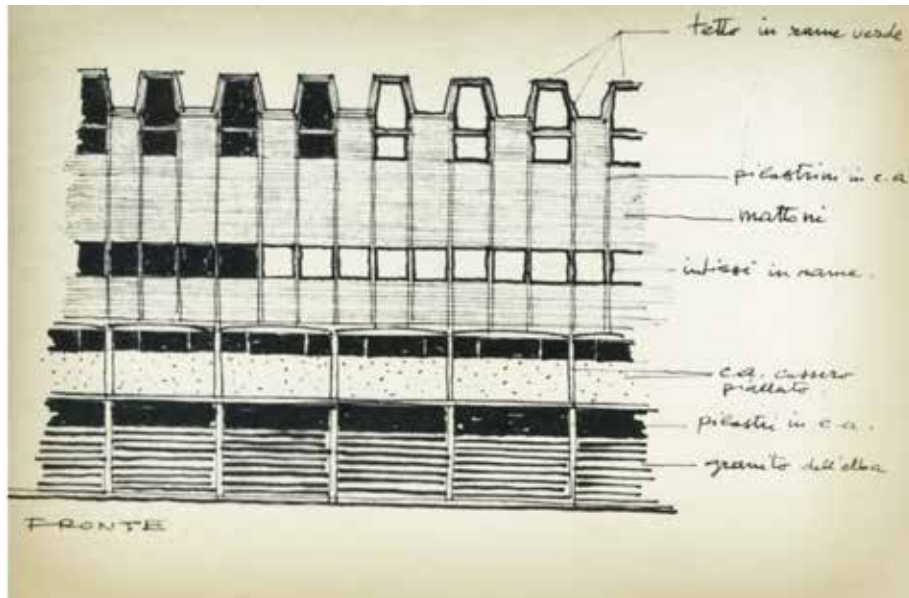 tetto in rame verde
pilastrini in c.a
mattoni
infissi in rame.
c.a. cassero
piallato
pilastri in c.a.
granito dell'elba
FRONTE